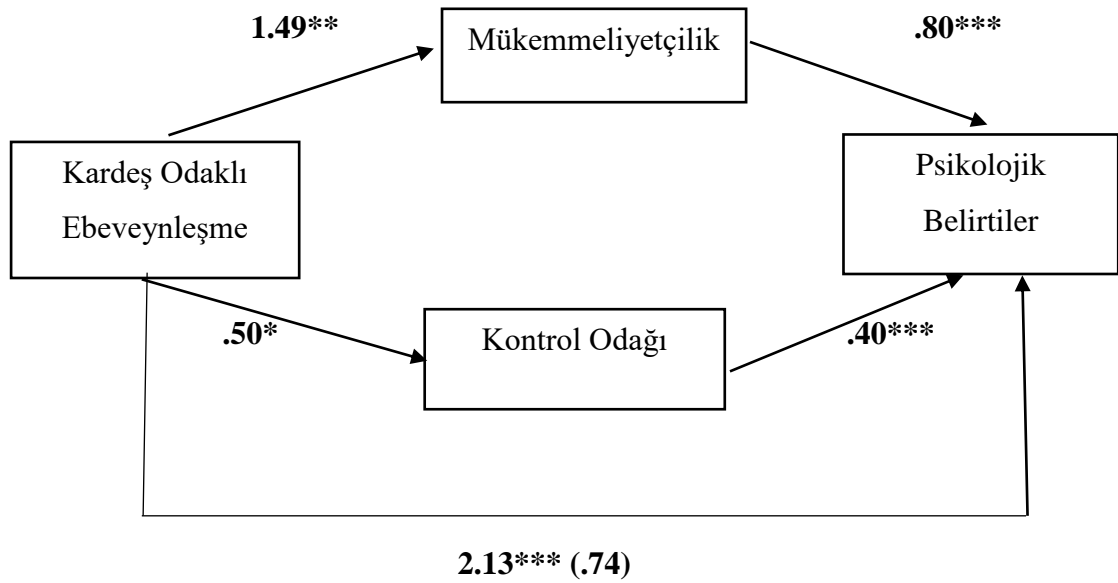 1.49**
Mükemmeliyetçilik
.80***
Kardeş Odaklı
Ebeveynleşme
Psikolojik
Belirtiler
.50*
Kontrol Odağı
.40***
2.13*** (.74)